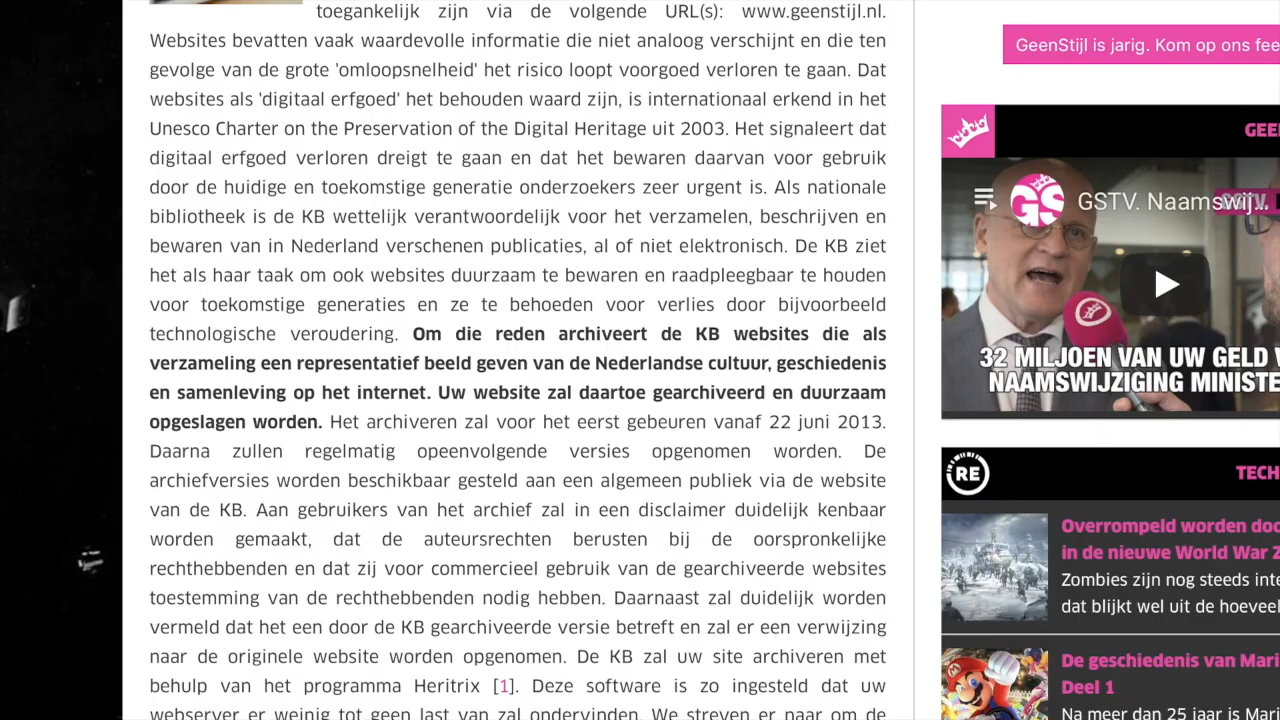 toegankelijk zijn via de volgende URL(s): www.geenstijl.nl.
Websites bevatten vaak waardevolle informatie die niet analoog verschijnt en die ten
gevolge van de grote 'omloopsnelheid' het risico loopt voorgoed verloren te gaan. Dat
websites als 'digitaal erfgoed' het behouden waard zijn, is internationaal erkend in het
Unesco Charter on the Preservation of the Digital Heritage uit 2003. Het signaleert dat
digitaal erfgoed verloren dreigt te gaan en dat het bewaren daarvan voor gebruik
door de huidige en toekomstige generatie onderzoekers zeer urgent is. Als nationale
bibliotheek is de KB wettelijk verantwoordelijk voor het verzamelen, beschrijven en
bewaren van in Nederland verschenen publicaties, al of niet elektronisch. De KB ziet
het als haar taak om ook websites duurzaam te bewaren en raadpleegbaar te houden
voor toekomstige generaties en ze te behoeden voor verlies door bijvoorbeeld
technologische veroudering. Om die reden archiveert de KB websites die als
verzameling een representatief beeld geven van de Nederlandse cultuur, geschiedenis
en samenleving op het internet. Uw website zal daartoe gearchiveerd en duurzaam
opgeslagen worden. Het archiveren zal voor het eerst gebeuren vanaf 22 juni 2013.
Daarna zullen regelmatig opeenvolgende versies opgenomen worden. De
archiefversies worden beschikbaar gesteld aan een algemeen publiek via de website
van de KB. Aan gebruikers van het archief zal in een disclaimer duidelijk kenbaar
worden gemaakt, dat de auteursrechten berusten bij de oorspronkelijke
rechthebbenden en dat zij voor commercieel gebruik van de gearchiveerde websites
toestemming van de rechthebbenden nodig hebben. Daarnaast zal duidelijk worden
vermeld dat het een door de KB gearchiveerde versie betreft en zal er een verwijzing
naar de originele website worden opgenomen. De KB zal uw site archiveren met
behulp van het programma Heritrix [1]. Deze software is zo ingesteld dat uw
webserver er weinig tot geen last van zal ondervinden. We streven er naar om de
GeenStijl is jarig. Kom op ons fee
GEE
GS
GSTV. Naamswij...
32 MILJOEN VAN UW GELD V
NAAMSWIJZIGING MINISTE
RE
TECH
Overrompeld worden doo
in de nieuwe World War 2
Zombies zijn nog steeds inte
dat blijkt wel uit de hoeveel
De geschiedenis van Mari
Deel 1
Na meer dan 25 jaar is Mari